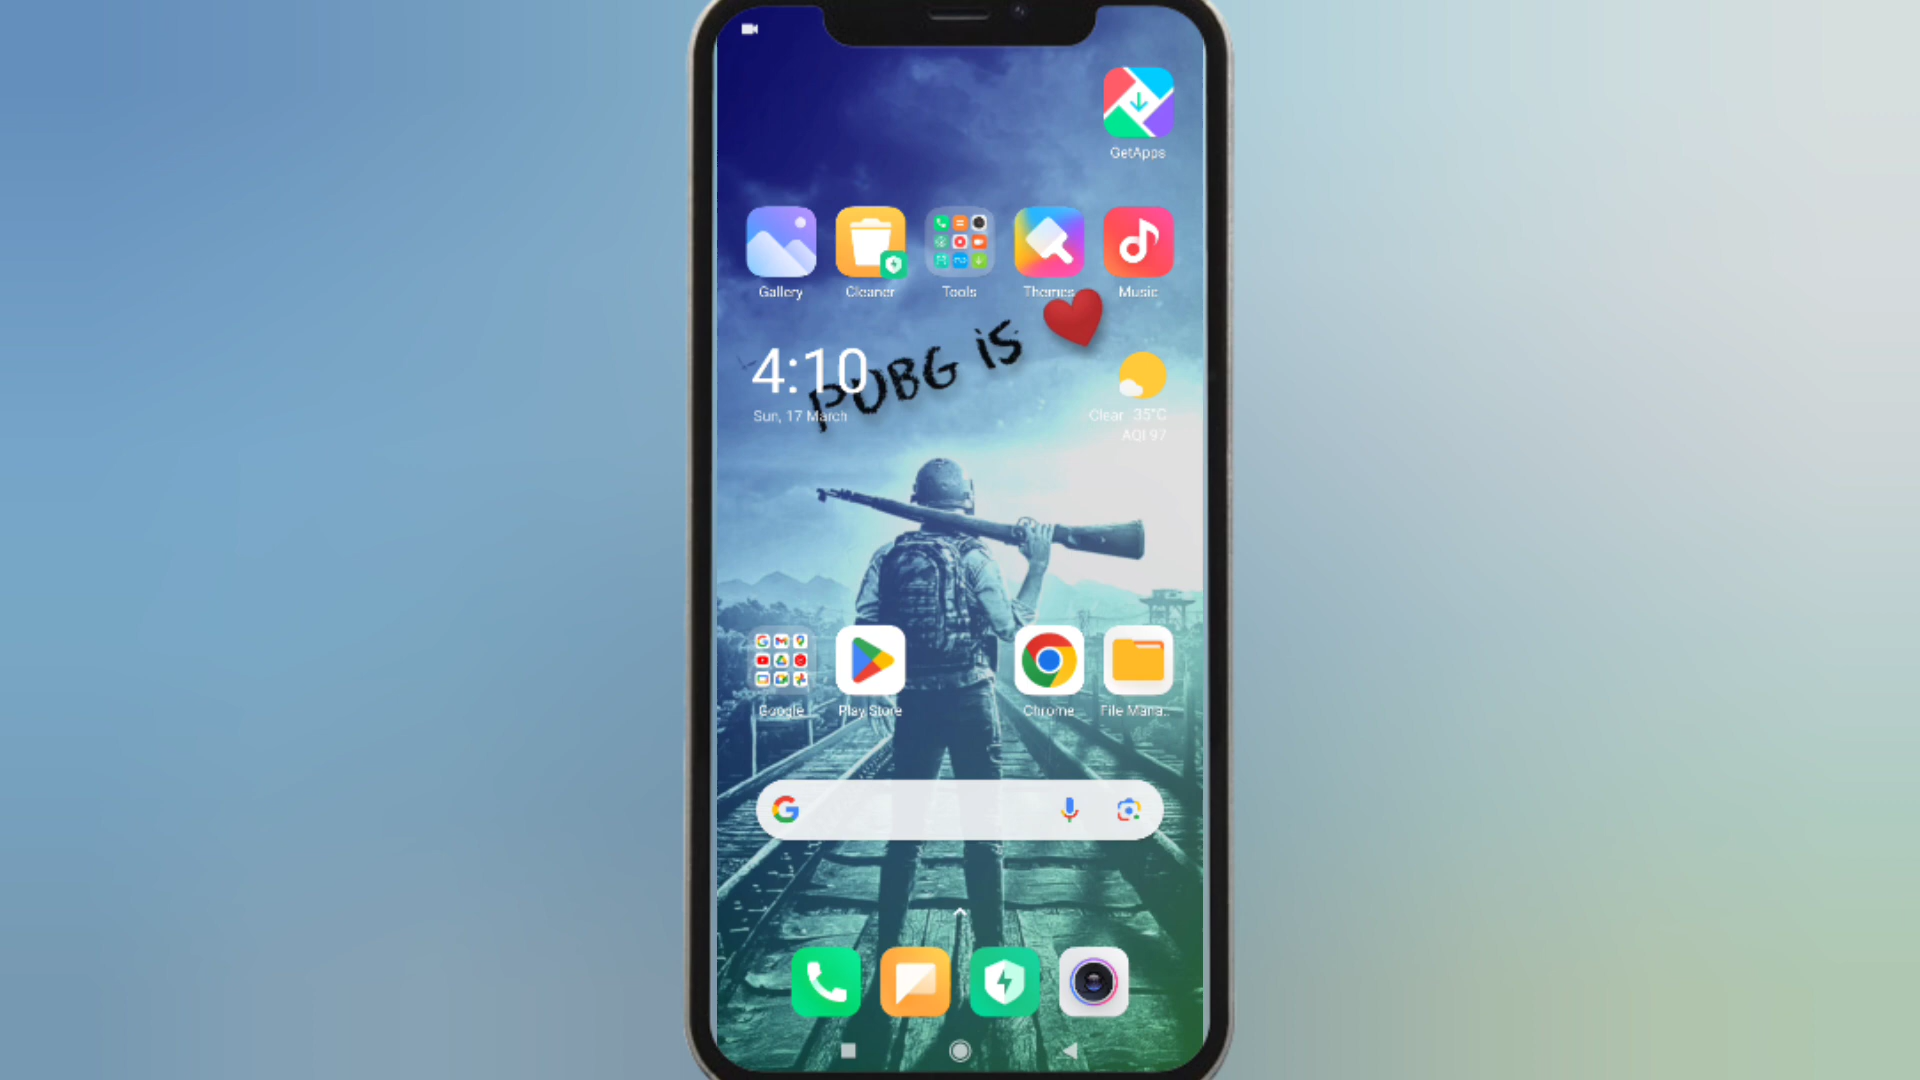 GetApps
Gallery
Cleaner
Tools
Themes
Music
PUBG is ❤
4:10
Sun, 17 March
Clear 35°C
AQI 97
Google
Play Store
Chrome
File Mana...